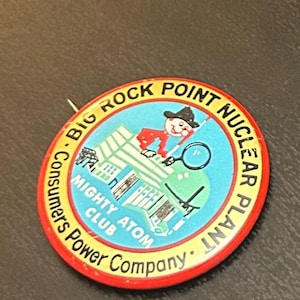 · BIG ROCK POINT NUCLEAR PLANT ·
Consumers Power Company
MIGHTY ATOM
CLUB